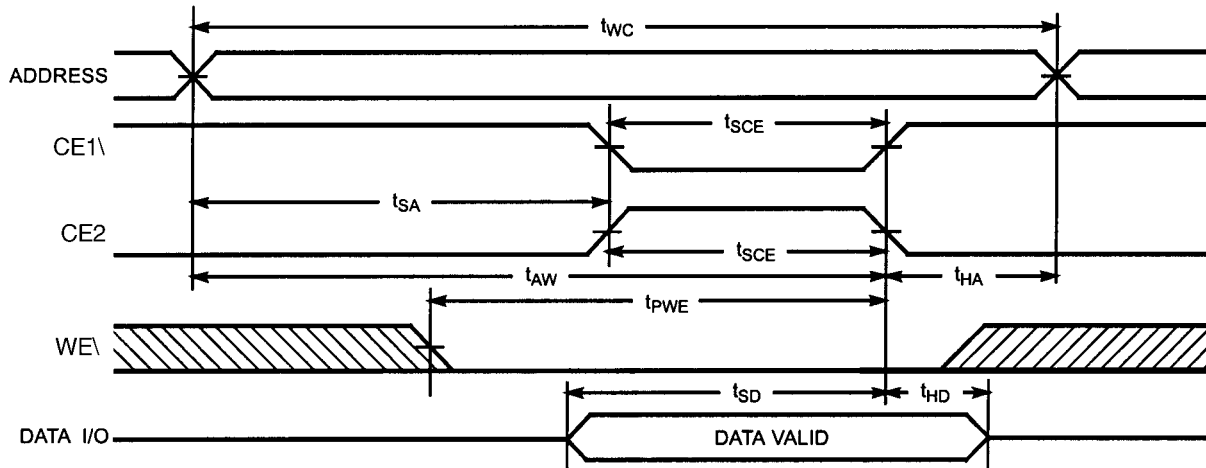 tWC
ADDRESS
tSCE
CE1\
tSA
CE2
tSCE
tAW
tHA
tPWE
WE\
tSD
tHD
DATA I/O
DATA VALID